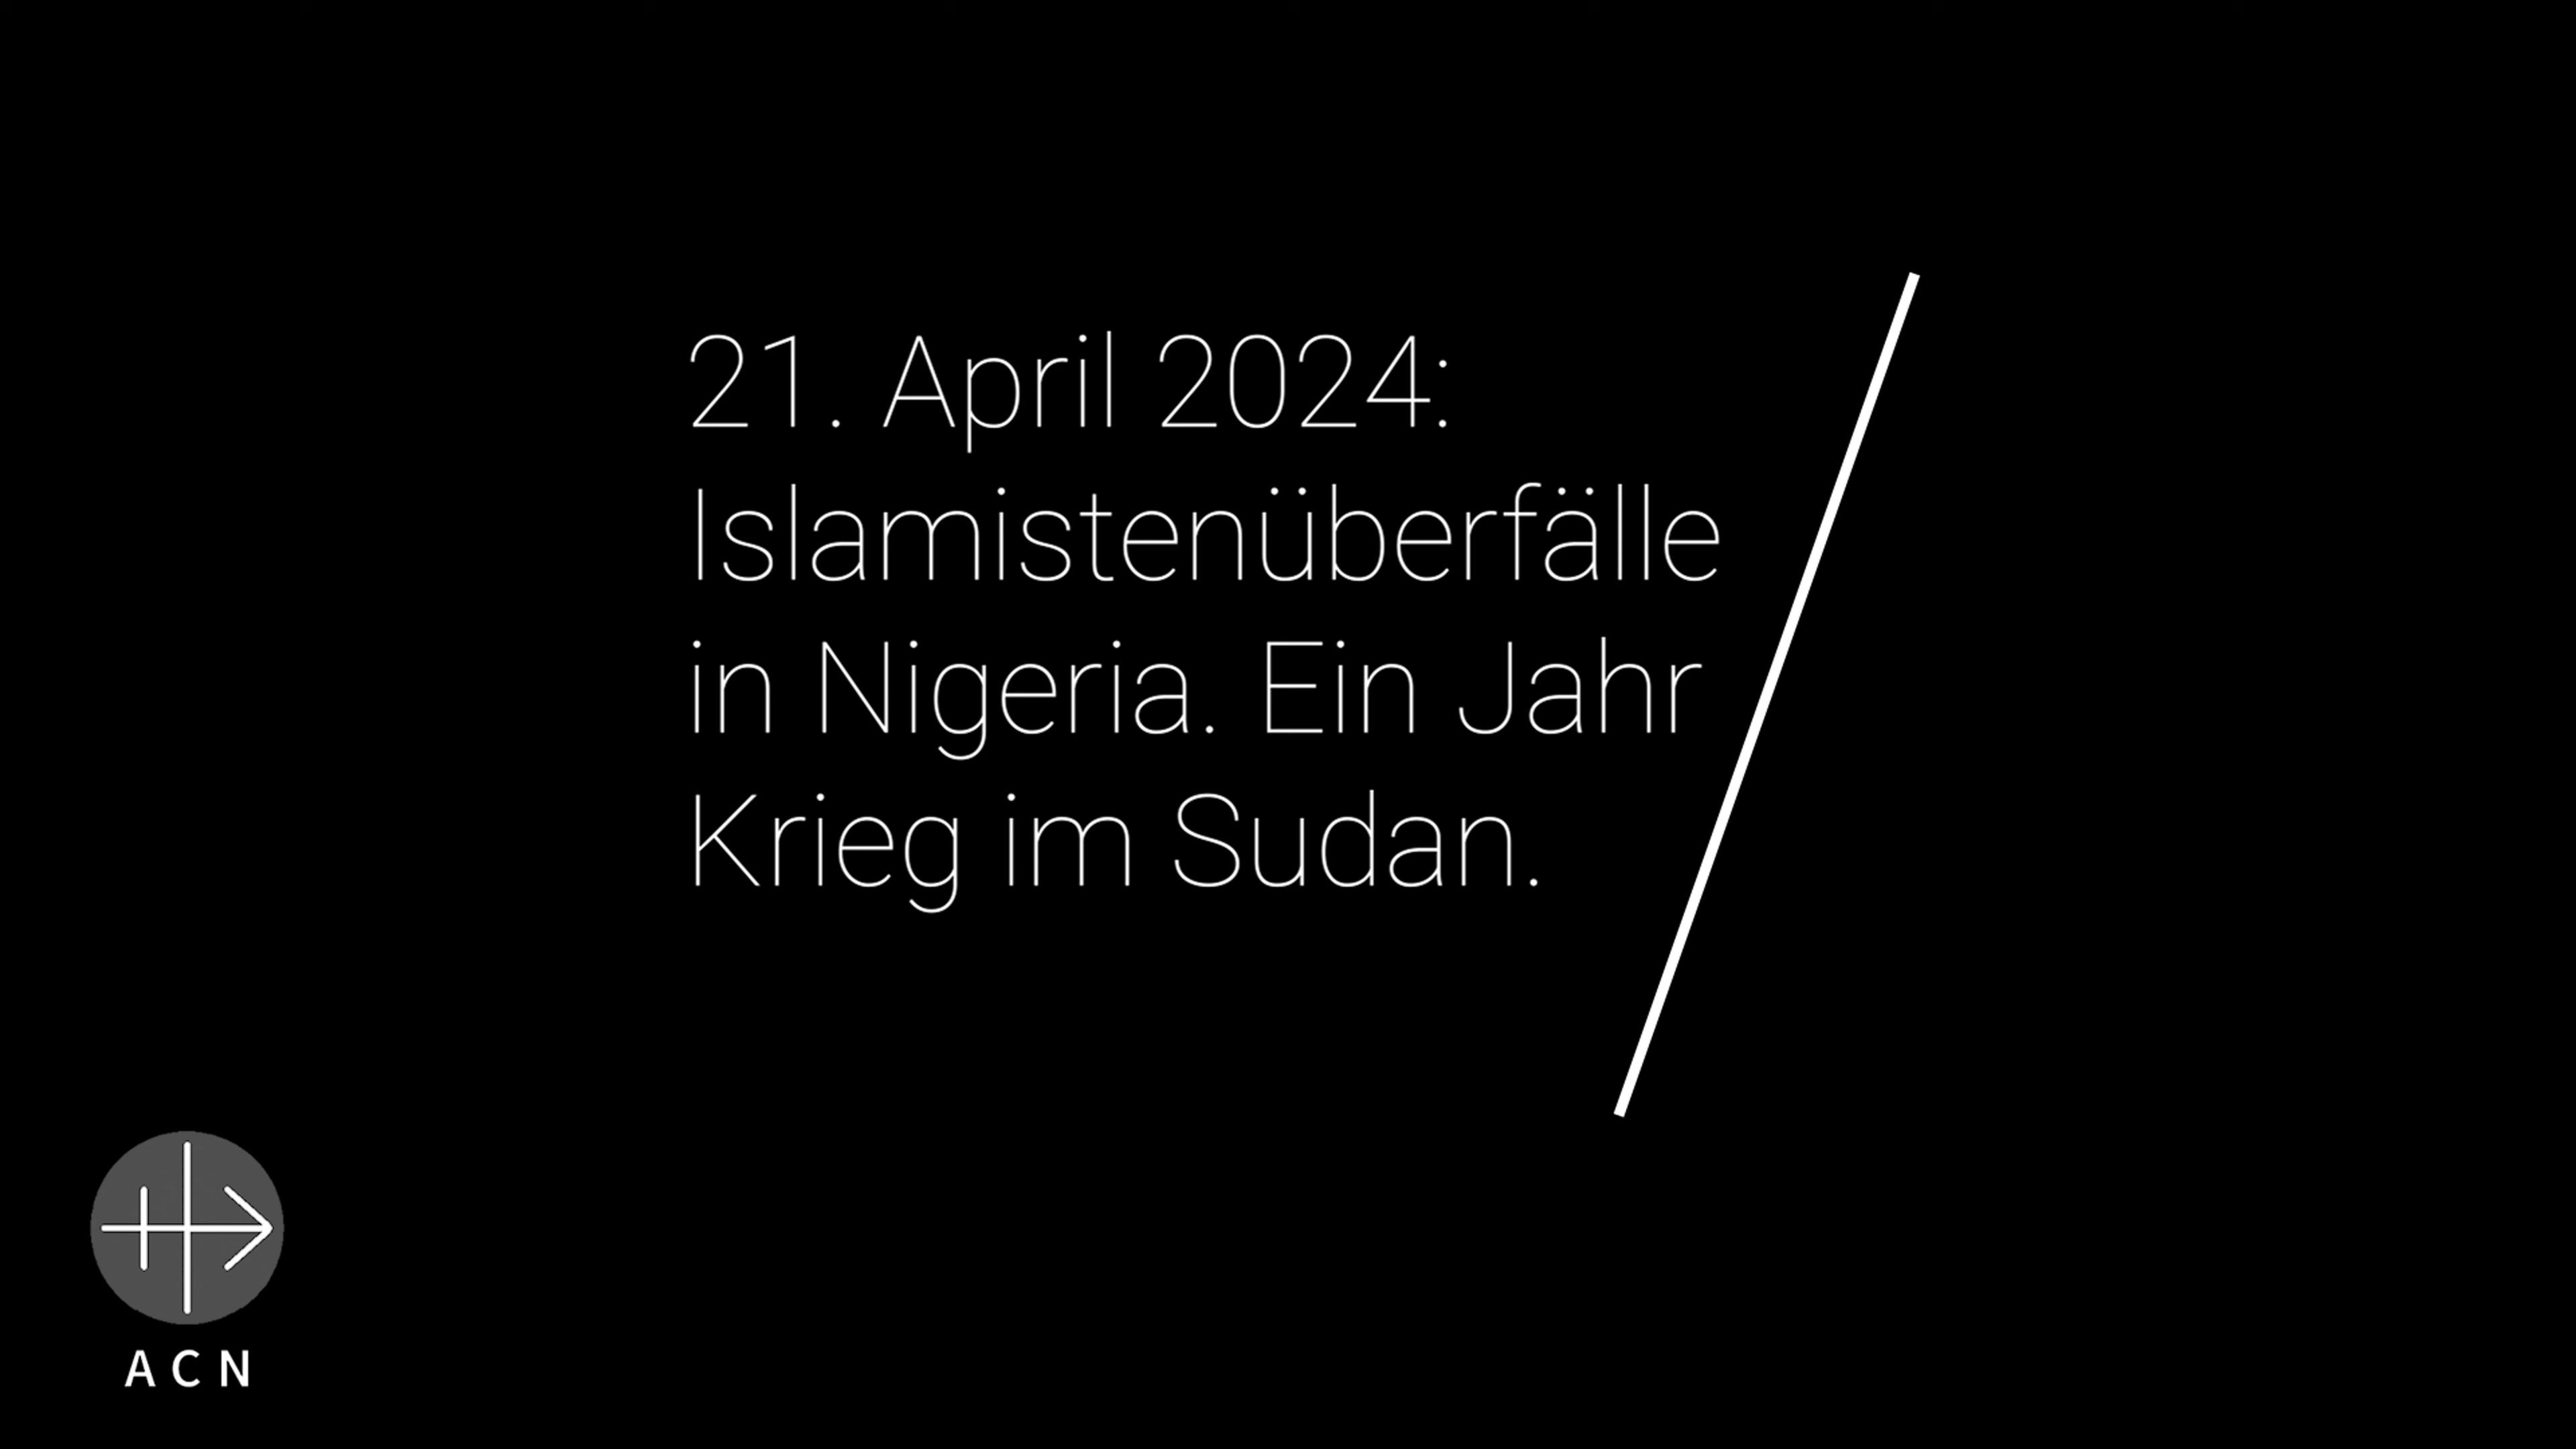 21. April 2024:
Islamistenüberfälle
in Nigeria. Ein Jahr
Krieg im Sudan.
ACN